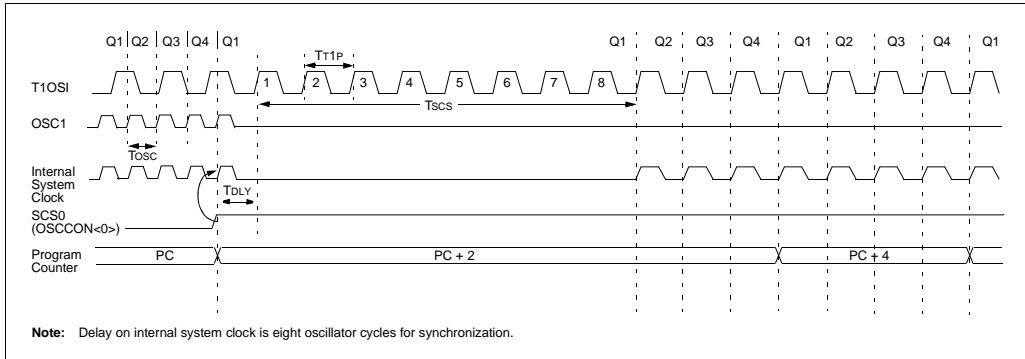 Q1 Q2 Q3 Q4 Q1 Q1 Q2 Q3 Q4 Q1 Q2 Q3 Q4 Q1
TT1P
T1OSI 1 2 3 4 5 6 7 8
TSCS
OSC1
TOSC
Internal
System
Clock
TDLY
SCS0
(OSCCON<0>)
Program
Counter
PC PC + 2 PC + 4
Note: Delay on internal system clock is eight oscillator cycles for synchronization.